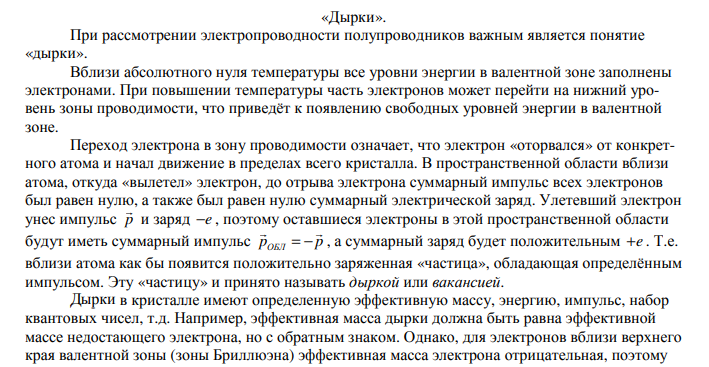 «Дырки».
При рассмотрении электропроводности полупроводников важным является понятие
«дырки».
Вблизи абсолютного нуля температуры все уровни энергии в валентной зоне заполнены
электронами. При повышении температуры часть электронов может перейти на нижний уро-
вень зоны проводимости, что приведёт к появлению свободных уровней энергии в валентной
зоне.
Переход электрона в зону проводимости означает, что электрон «оторвался» от конкрет-
ного атома и начал движение в пределах всего кристалла. В пространственной области вблизи
атома, откуда «вылетел» электрон, до отрыва электрона суммарный импульс всех электронов
был равен нулю, а также был равен нулю суммарный электрической заряд. Улетевший электрон
унес импульс p⃗ и заряд −e , поэтому оставшиеся электроны в этой пространственной области
будут иметь суммарный импульс p⃗ОБЛ = −p⃗ , а суммарный заряд будет положительным +e . Т.е.
вблизи атома как бы появится положительно заряженная «частица», обладающая определённым
импульсом. Эту «частицу» и принято называть дыркой или вакансией.
Дырки в кристалле имеют определенную эффективную массу, энергию, импульс, набор
квантовых чисел, т.д. Например, эффективная масса дырки должна быть равна эффективной
массе недостающего электрона, но с обратным знаком. Однако, для электронов вблизи верхнего
края валентной зоны (зоны Бриллюэна) эффективная масса электрона отрицательная, поэтому